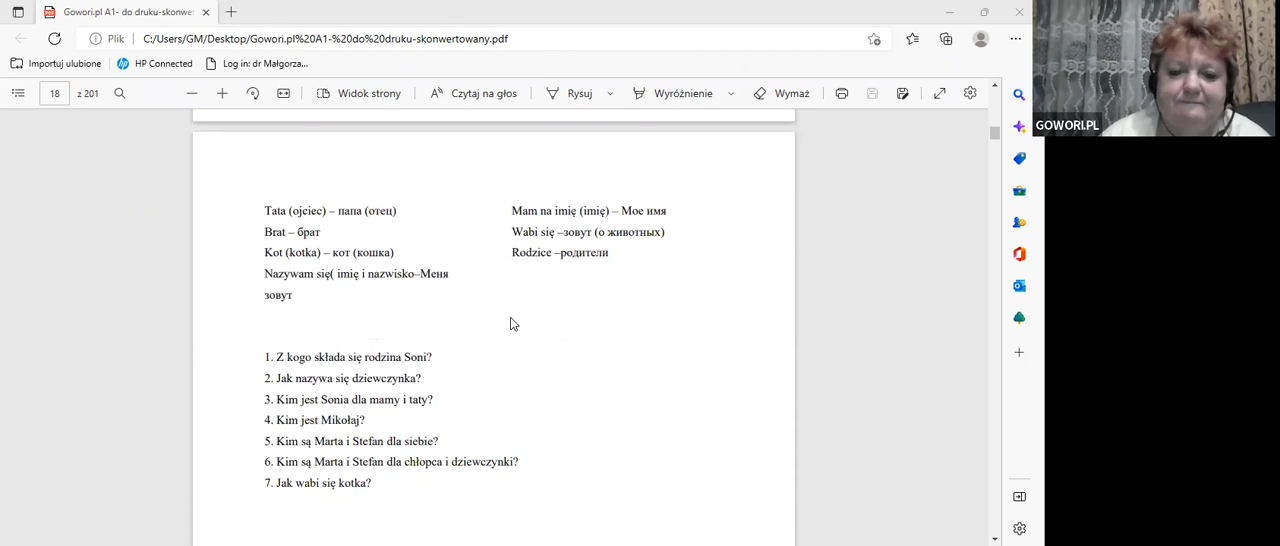 Gowori.pl A1- do druku-skonwer
Plik
C:/Users/GM/Desktop/Gowori.pl%20A1-%20do%20druku-skonwertowany.pdf
Importuj ulubione
HP Connected
Log in: dr Małgorza...
18
z 201
Widok strony
Czytaj na głos
Rysuj
Wyróżnienie
Wymaż
GOWORI.PL
Tata (ojciec) – папа (отец)
Brat – брат
Kot (kotka) – кот (кошка)
Nazywam się( imię i nazwisko–Меня
зовут
Mam na imię (imię) – Мое имя
Wabi się –зовут (о животных)
Rodzice –родители
1. Z kogo składa się rodzina Soni?
2. Jak nazywa się dziewczynka?
3. Kim jest Sonia dla mamy i taty?
4. Kim jest Mikołaj?
5. Kim są Marta i Stefan dla siebie?
6. Kim są Marta i Stefan dla chłopca i dziewczynki?
7. Jak wabi się kotka?